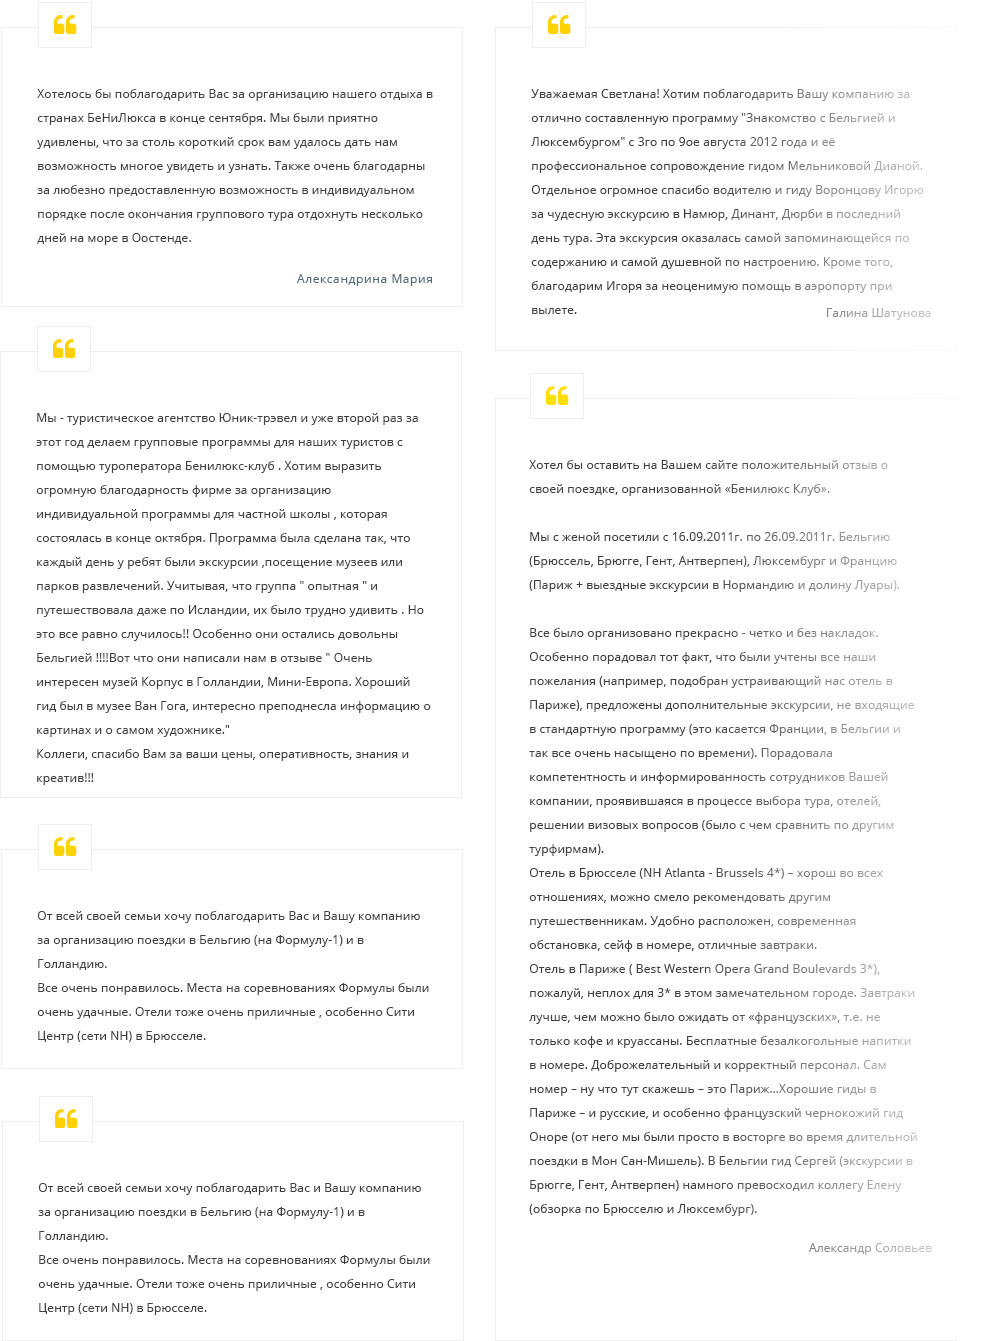 Хотелось бы поблагодарить Вас за организацию нашего отдыха в
странах БеНиЛюкса в конце сентября. Мы были приятно
удивлены, что за столь короткий срок вам удалось дать нам
возможность многое увидеть и узнать. Также очень благодарны
за любезно предоставленную возможность в индивидуальном
порядке после окончания группового тура отдохнуть несколько
дней на море в Оостенде.
Александрина Мария
Мы - туристическое агентство Юник-трэвел и уже второй раз за
этот год делаем групповые программы для наших туристов с
помощью туроператора Бенилюкс-клуб . Хотим выразить
огромную благодарность фирме за организацию
индивидуальной программы для частной школы , которая
состоялась в конце октября. Программа была сделана так, что
каждый день у ребят были экскурсии ,посещение музеев или
парков развлечений. Учитывая, что группа " опытная " и
путешествовала даже по Исландии, их было трудно удивить . Но
это все равно случилось!! Особенно они остались довольны
Бельгией !!!!Вот что они написали нам в отзыве " Очень
интересен музей Корпус в Голландии, Мини-Европа. Хороший
гид был в музее Ван Гога, интересно преподнесла информацию о
картинах и о самом художнике."
Коллеги, спасибо Вам за ваши цены, оперативность, знания и
креатив!!!
От всей своей семьи хочу поблагодарить Вас и Вашу компанию
за организацию поездки в Бельгию (на Формулу-1) и в
Голландию.
Все очень понравилось. Места на соревнованиях Формулы были
очень удачные. Отели тоже очень приличные , особенно Сити
Центр (сети NH) в Брюсселе.
От всей своей семьи хочу поблагодарить Вас и Вашу компанию
за организацию поездки в Бельгию (на Формулу-1) и в
Голландию.
Все очень понравилось. Места на соревнованиях Формулы были
очень удачные. Отели тоже очень приличные , особенно Сити
Центр (сети NH) в Брюсселе.
Уважаемая Светлана! Хотим поблагодарить Вашу компанию за
отлично составленную программу "Знакомство с Бельгией и
Люксембургом" с 3го по 9ое августа 2012 года и её
профессиональное сопровождение гидом Мельниковой Дианой.
Отдельное огромное спасибо водителю и гиду Воронцову Игорю
за чудесную экскурсию в Намюр, Динант, Дюрби в последний
день тура. Эта экскурсия оказалась самой запоминающейся по
содержанию и самой душевной по настроению. Кроме того,
благодарим Игоря за неоценимую помощь в аэропорту при
вылете.
Галина Шатунова
Хотел бы оставить на Вашем сайте положительный отзыв о
своей поездке, организованной «Бенилюкс Клуб».
Мы с женой посетили с 16.09.2011г. по 26.09.2011г. Бельгию
(Брюссель, Брюгге, Гент, Антверпен), Люксембург и Францию
(Париж + выездные экскурсии в Нормандию и долину Луары).
Все было организовано прекрасно - четко и без накладок.
Особенно порадовал тот факт, что были учтены все наши
пожелания (например, подобран устраивающий нас отель в
Париже), предложены дополнительные экскурсии, не входящие
в стандартную программу (это касается Франции, в Бельгии и
так все очень насыщено по времени). Порадовала
компетентность и информированность сотрудников Вашей
компании, проявившаяся в процессе выбора тура, отелей,
решении визовых вопросов (было с чем сравнить по другим
турфирмам).
Отель в Брюсселе (NH Atlanta - Brussels 4*) – хорош во всех
отношениях, можно смело рекомендовать другим
путешественникам. Удобно расположен, современная
обстановка, сейф в номере, отличные завтраки.
Отель в Париже ( Best Western Opera Grand Boulevards 3*),
пожалуй, неплох для 3* в этом замечательном городе. Завтраки
лучше, чем можно было ожидать от «французских», т.е. не
только кофе и круассаны. Бесплатные безалкогольные напитки
в номере. Доброжелательный и корректный персонал. Сам
номер – ну что тут скажешь – это Париж...Хорошие гиды в
Париже – и русские, и особенно французский чернокожий гид
Оноре (от него мы были просто в восторге во время длительной
поездки в Мон Сан-Мишель). В Бельгии гид Сергей (экскурсии в
Брюгге, Гент, Антверпен) намного превосходил коллегу Елену
(обзорка по Брюсселю и Люксембург).
Александр Соловьев